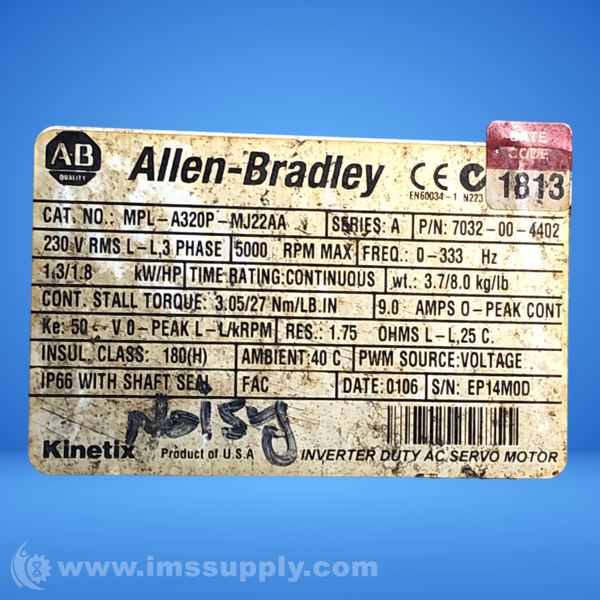 AB QUALITY Allen-Bradley CE
EN60034-1 N223
DATE CODE
1813
CAT. NO.: MPL-A320P-MJ22AA SERIES: A P/N: 7032-00-4402
230 V RMS L-L,3 PHASE 5000 RPM MAX FREQ.: 0-333 Hz
1.3/1.8 kW/HP TIME RATING:CONTINUOUS wt.: 3.7/8.0 kg/lb
CONT. STALL TORQUE: 3.05/27 Nm/LB.IN 9.0 AMPS 0-PEAK CONT
Ke: 50- V 0-PEAK L-L/kRPM RES.: 1.75 OHMS L-L,25 C.
INSUL. CLASS: 180(H) AMBIENT:40 C PWM SOURCE:VOLTAGE
IP66 WITH SHAFT SEAL FAC DATE:0106 S/N: EP14M0D
Noisy
Kinetix Product of U.S.A INVERTER DUTY AC SERVO MOTOR
www.imssupply.com